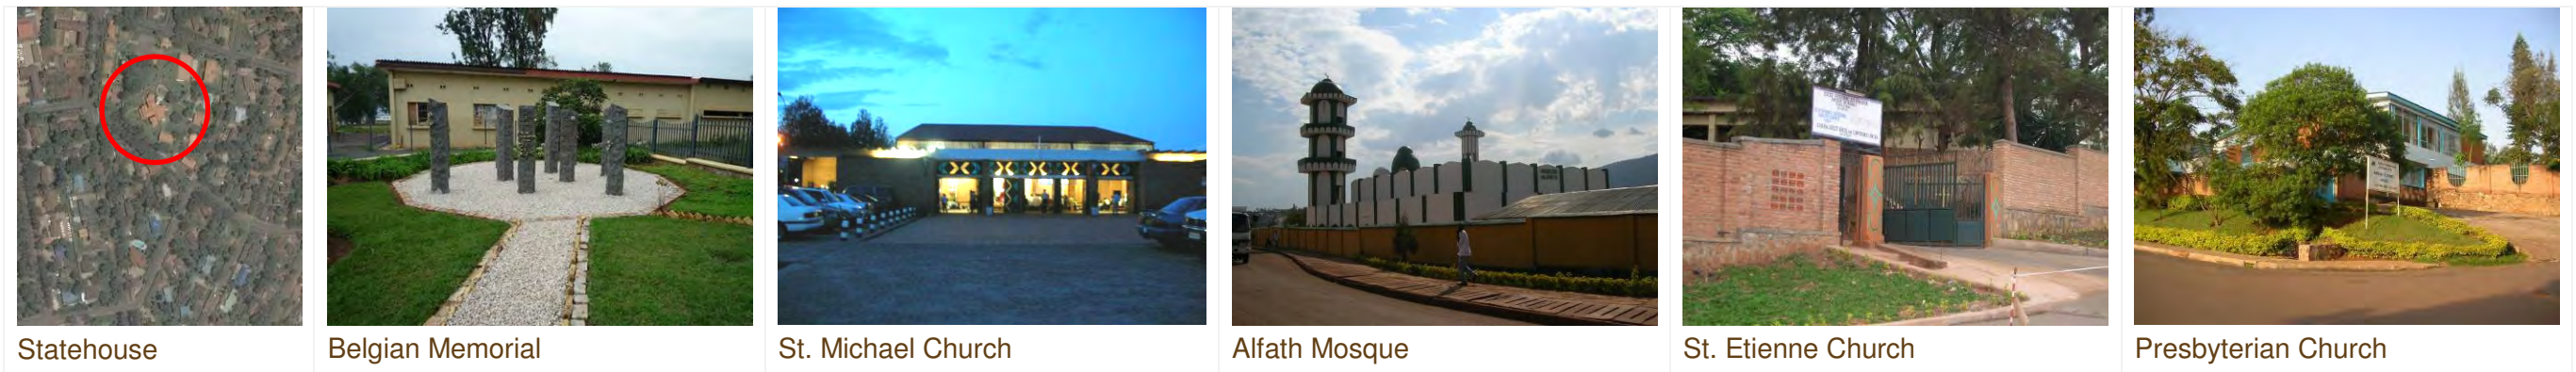 Statehouse
Belgian Memorial
St. Michael Church
Alfath Mosque
St. Etienne Church
Presbyterian Church